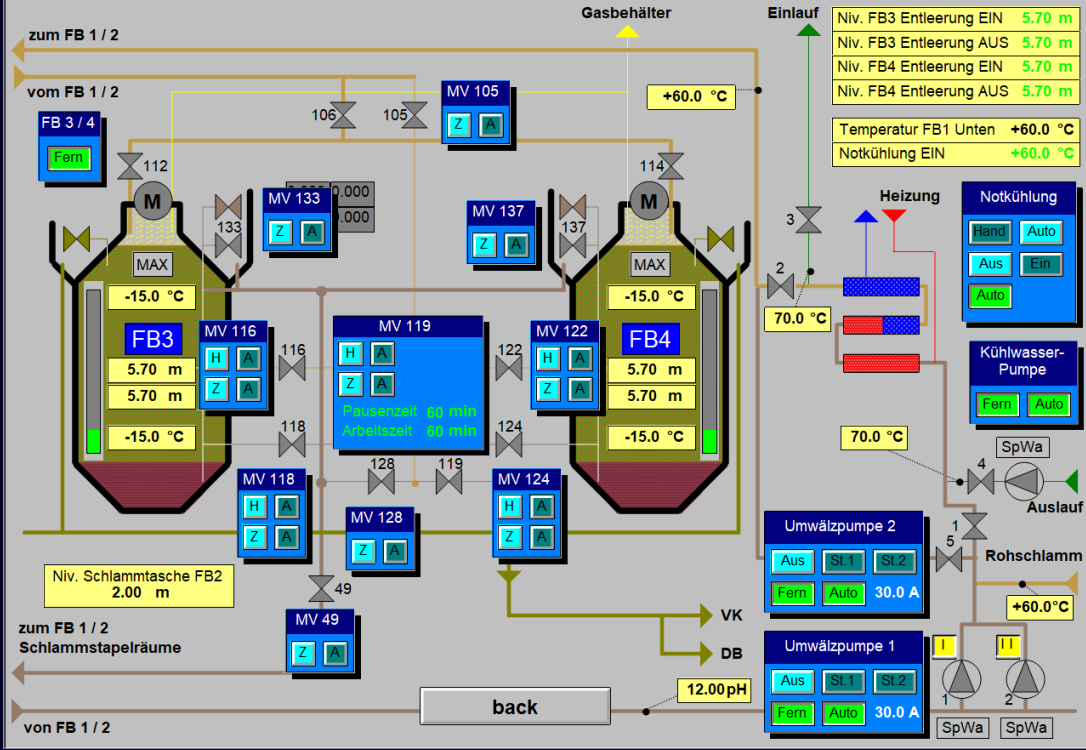 Gasbehälter
Einlauf
zum FB 1 / 2
Niv. FB3 Entleerung EIN 5.70 m
Niv. FB3 Entleerung AUS 5.70 m
Niv. FB4 Entleerung EIN 5.70 m
Niv. FB4 Entleerung AUS 5.70 m
vom FB 1 / 2
MV 105
Z A
106
105
+60.0 °C
FB 3 / 4
Fern
Temperatur FB1 Unten +60.0 °C
Notkühlung EIN +60.0 °C
112
114
M
M
0.000
0.000
MV 133
Z A
133
MV 137
Z A
137
3
Heizung
Notkühlung
Hand Auto
Aus Ein
Auto
MAX
MAX
2
-15.0 °C
-15.0 °C
70.0 °C
FB3
FB4
MV 116
H A
Z A
116
MV 119
H A
Z A
Pausenzeit 60 min
Arbeitszeit 60 min
122
MV 122
H A
Z A
5.70 m
5.70 m
5.70 m
5.70 m
Kühlwasser-
Pumpe
Fern Auto
-15.0 °C
-15.0 °C
118
124
70.0 °C
SpWa
128
119
4
Auslauf
MV 118
H A
Z A
MV 128
Z A
MV 124
H A
Z A
1
5
Umwälzpumpe 2
Aus St.1 St.2
Fern Auto 30.0 A
Rohschlamm
+60.0°C
Niv. Schlammtasche FB2
2.00 m
49
MV 49
Z A
VK
DB
zum FB 1 / 2
Schlammstapelräume
Umwälzpumpe 1
Aus St.1 St.2
Fern Auto 30.0 A
I
II
1
2
12.00pH
back
von FB 1 / 2
SpWa
SpWa